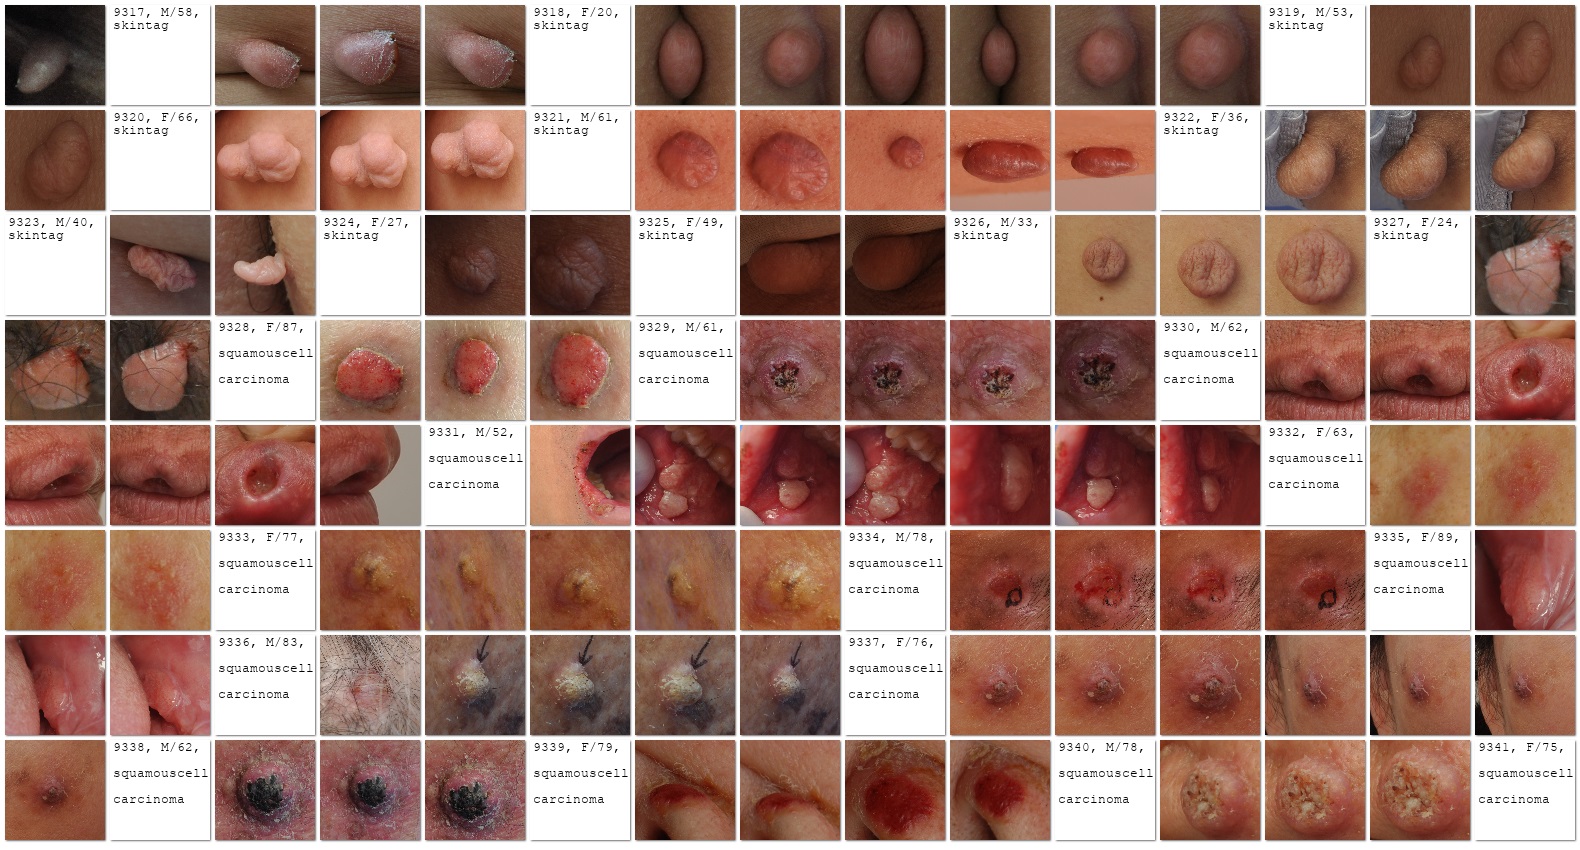 9317, M/58,
skintag
9318, F/20,
skintag
9319, M/53,
skintag
9320, F/66,
skintag
9321, M/61,
skintag
9322, F/36,
skintag
9323, M/40,
skintag
9324, F/27,
skintag
9325, F/49,
skintag
9326, M/33,
skintag
9327, F/24,
skintag
9328, F/87,
squamouscell
carcinoma
9329, M/61,
squamouscell
carcinoma
9330, M/62,
squamouscell
carcinoma
9331, M/52,
squamouscell
carcinoma
9332, F/63,
squamouscell
carcinoma
9333, F/77,
squamouscell
carcinoma
9334, M/78,
squamouscell
carcinoma
9335, F/89,
squamouscell
carcinoma
9336, M/83,
squamouscell
carcinoma
9337, F/76,
squamouscell
carcinoma
9338, M/62,
squamouscell
carcinoma
9339, F/79,
squamouscell
carcinoma
9340, M/78,
squamouscell
carcinoma
9341, F/75,
squamouscell
carcinoma